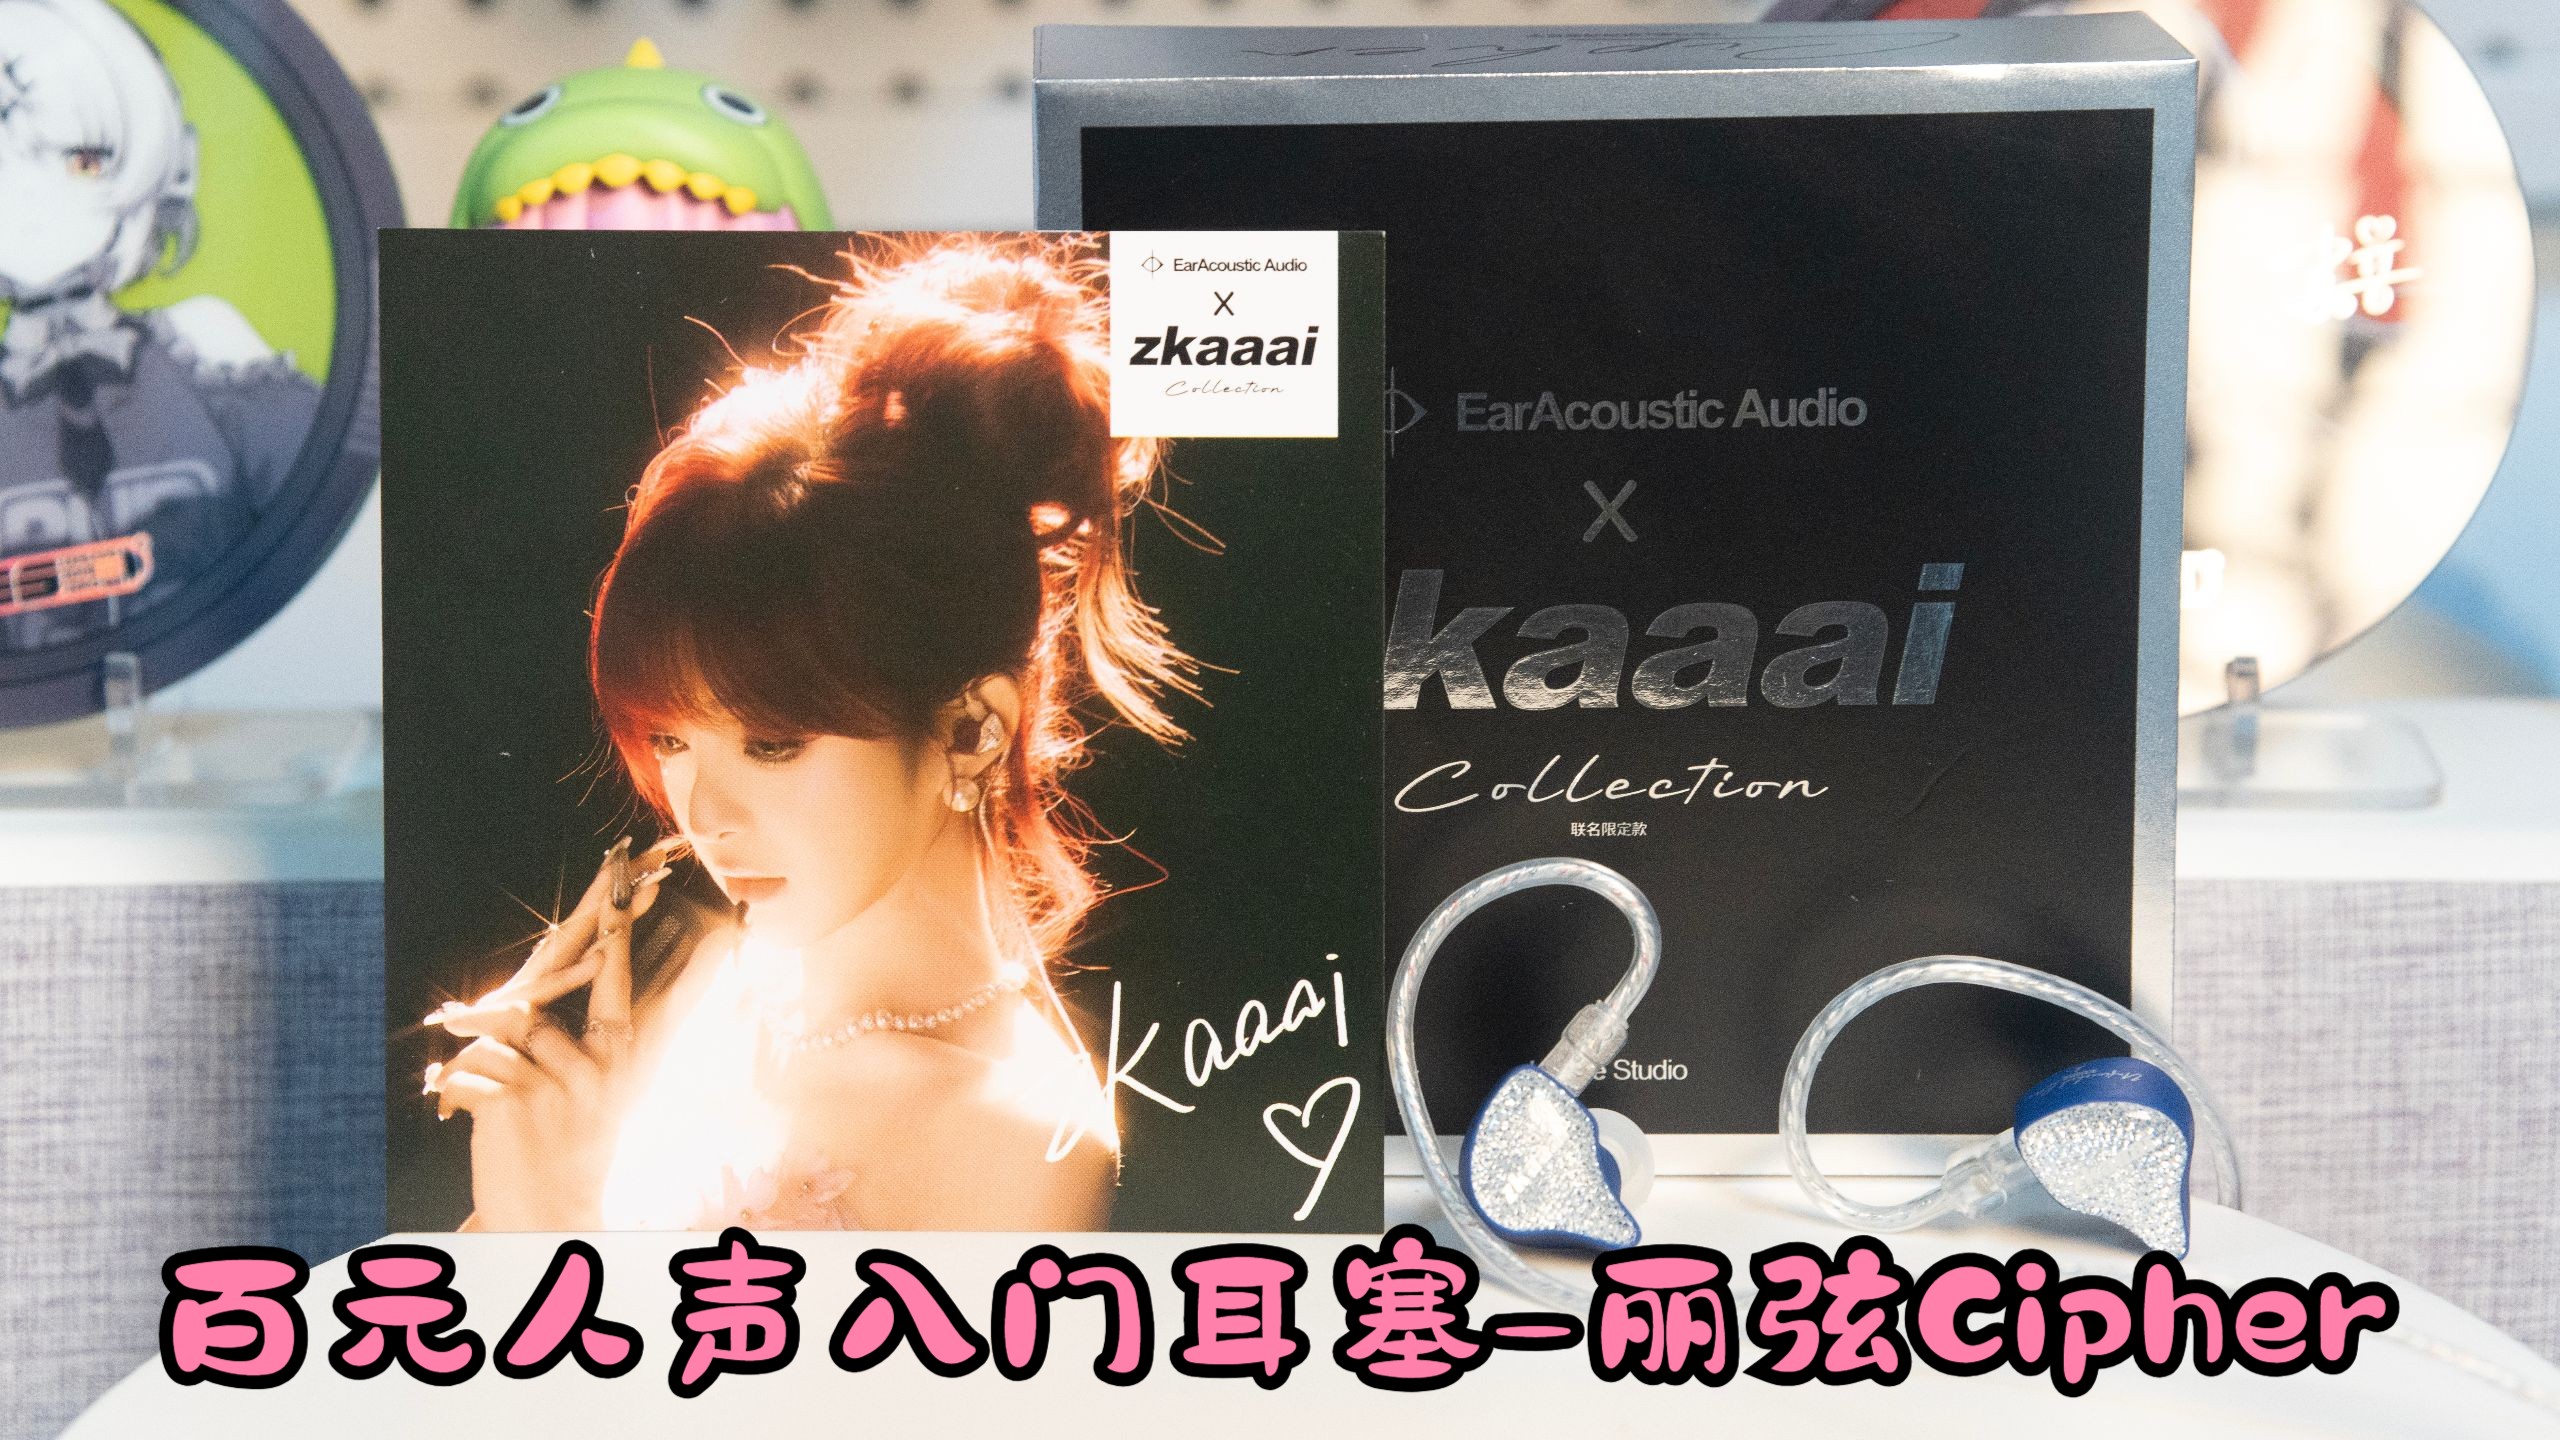 EarAcoustic Audio
X
zkaaai
Collection
kaaai
EarAcoustic Audio
X
kaaai
Collection
联名限定款
Studio
百元人声入门耳塞-丽弦Cipher